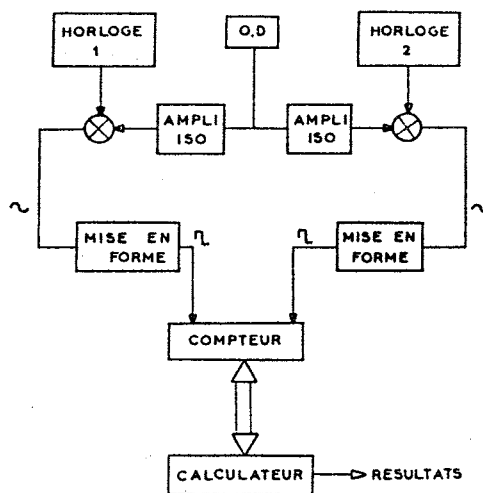 HORLOGE
1
O,D
HORLOGE
2
AMPLI
ISO
AMPLI
ISO
MISE EN
FORME
MISE EN
FORME
COMPTEUR
CALCULATEUR
RESULTATS